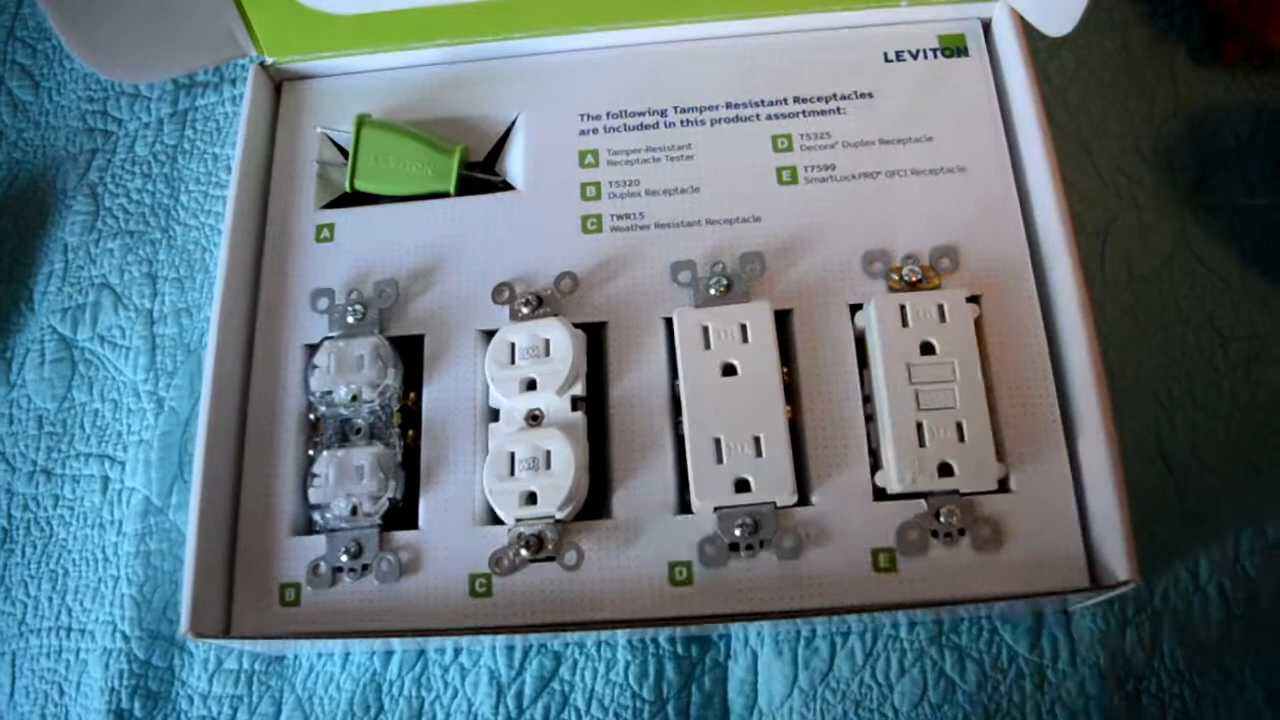 LEVITON
The following Tamper-Resistant Receptacles
are included in this product assortment:
A Tamper-Resistant
Receptacle Tester
B T5320
Duplex Receptacle
C TWR15
Weather Resistant Receptacle
D T5325
Decora® Duplex Receptacle
E T7599
SmartLockPRO® GFCI Receptacle
LEVITON
A
B
C
D
E